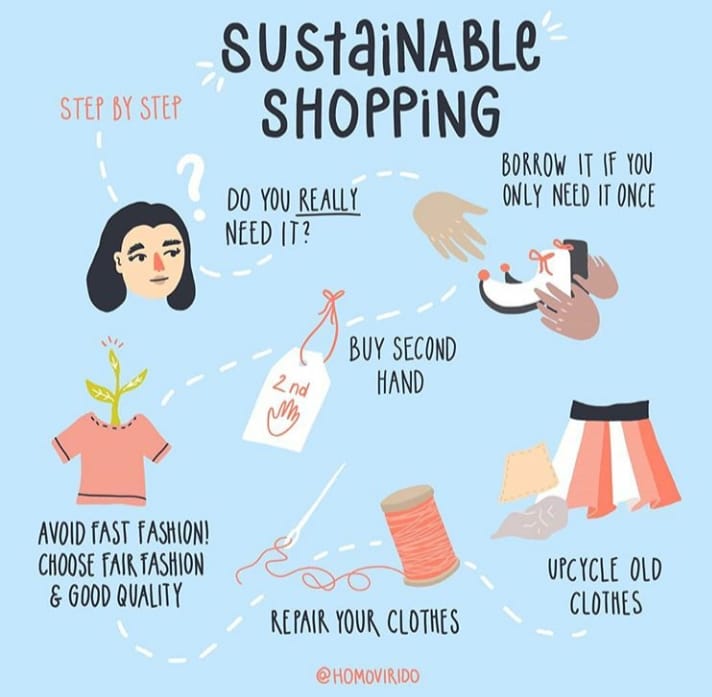 SUSTAINABLE
SHOPPING
STEP BY STEP
?
DO YOU REALLY
NEED IT?
BORROW IT IF YOU
ONLY NEED IT ONCE
BUY SECOND
HAND
2nd
AVOID FAST FASHION!
CHOOSE FAIR FASHION
& GOOD QUALITY
REPAIR YOUR CLOTHES
UPCYCLE OLD
CLOTHES
@HOMOVIRIDO